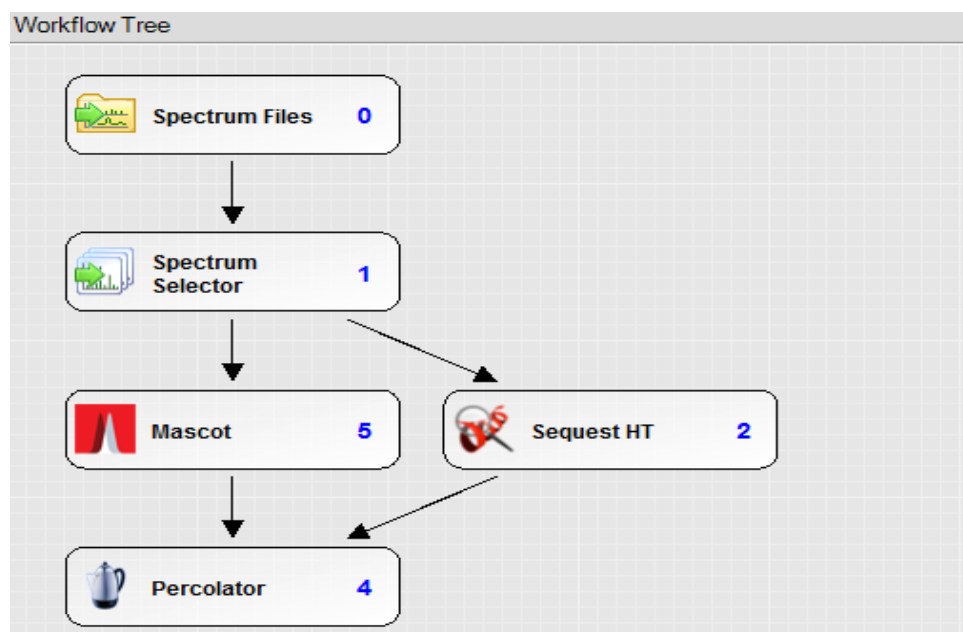 Workflow Tree
Spectrum Files 0
Spectrum
Selector 1
Mascot 5
Sequest HT 2
Percolator 4